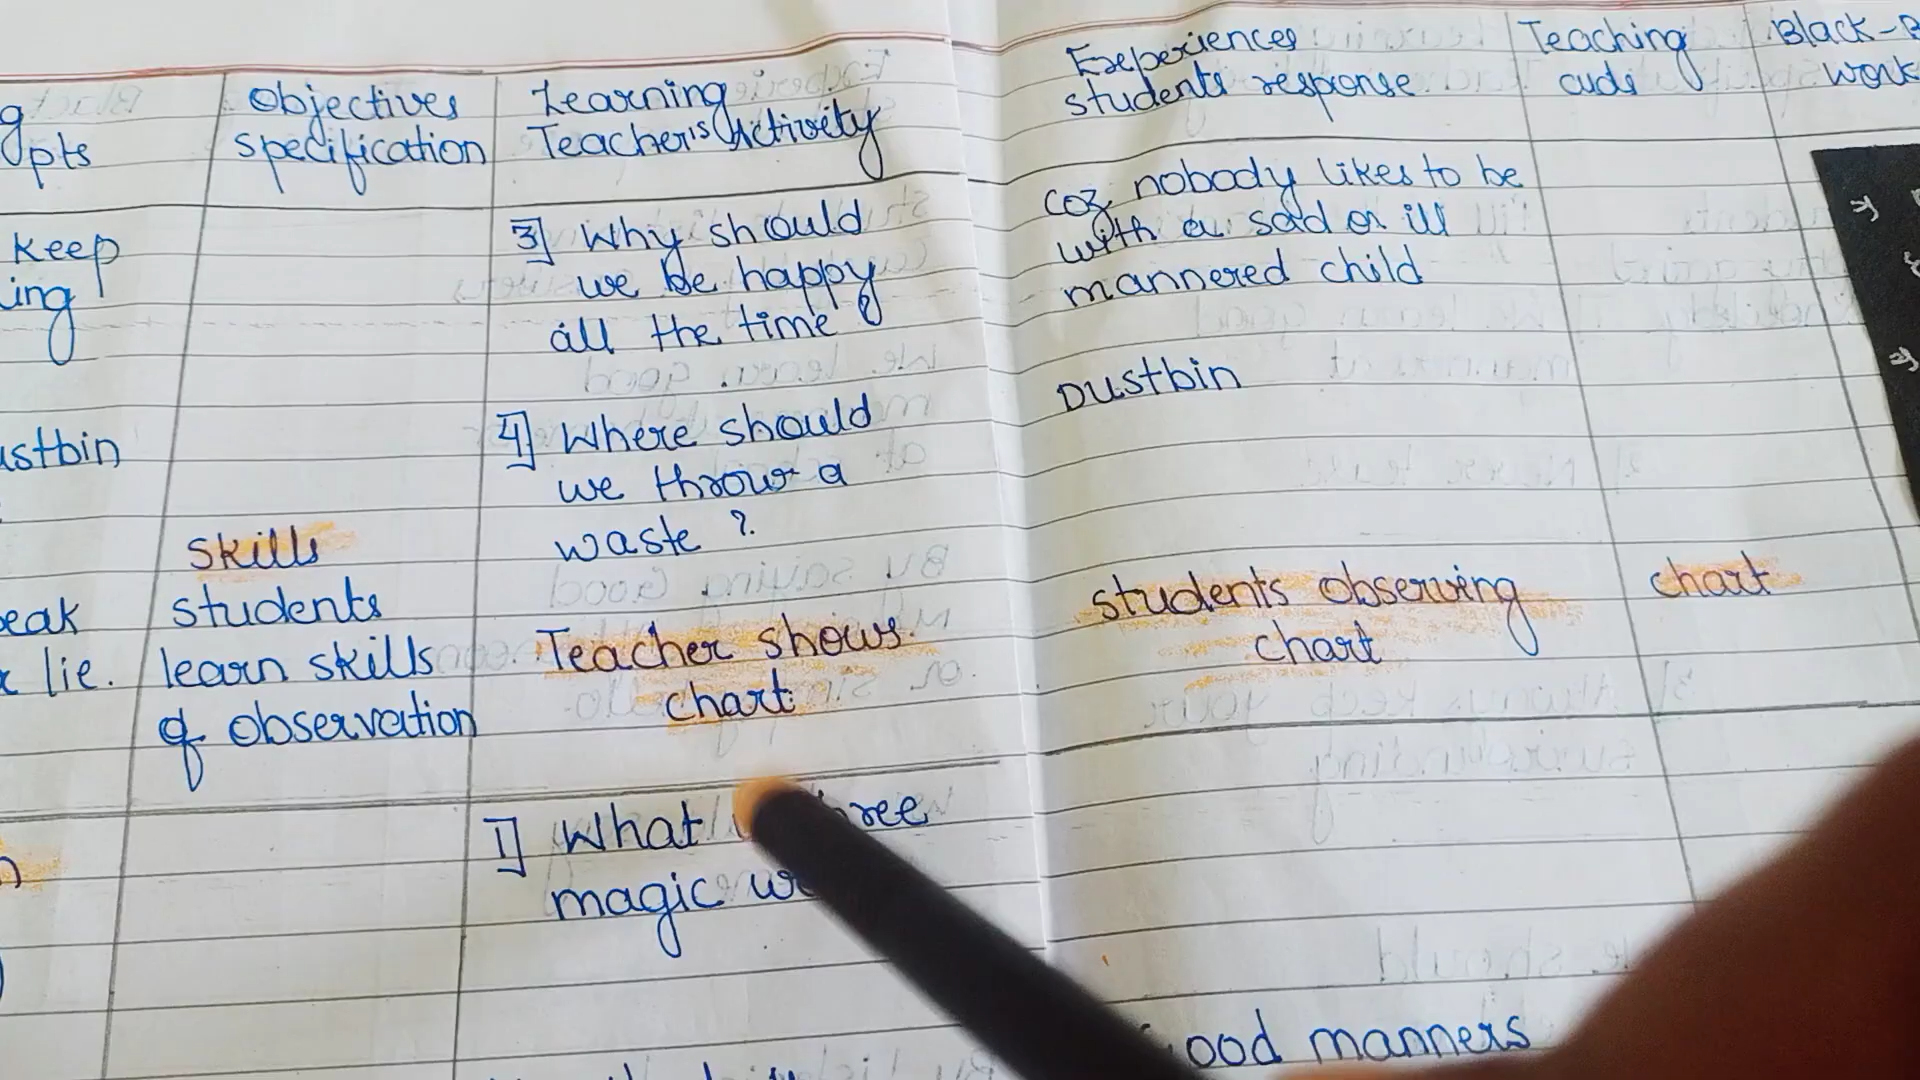 pts
Objectives
specification
Learning
Teacher's Activity
Experiences
students response
Teaching
aids
Black-B
work
keep
ing
ustbin
eak
lie.
skills
students
learn skills
of observation
3] Why should
we be happy
all the time?
4] Where should
we throw a
waste ?
Teacher shows
chart
1] What
ree
magic w
coz nobody likes to be
with a sad or ill
mannered child
Dustbin
students observing
chart
chart
ood manners